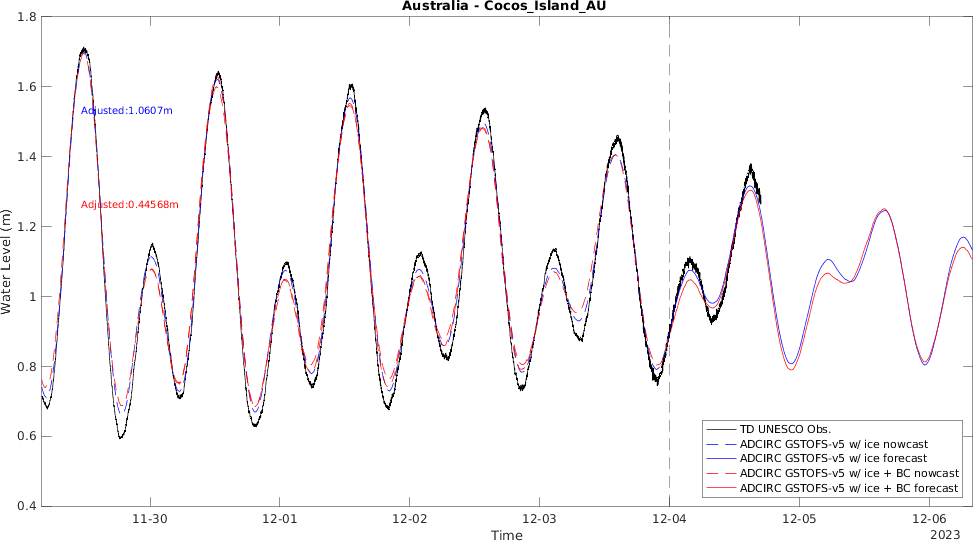 Australia - Cocos_Island_AU
1.8
1.6
1.4
1.2
1
0.8
0.6
0.4
Water Level (m)
Adjusted:1.0607m
Adjusted:0.44568m
TD UNESCO Obs.
ADCIRC GSTOFS-v5 w/ ice nowcast
ADCIRC GSTOFS-v5 w/ ice forecast
ADCIRC GSTOFS-v5 w/ ice + BC nowcast
ADCIRC GSTOFS-v5 w/ ice + BC forecast
11-30 12-01 12-02 12-03 12-04 12-05 12-06
Time
2023